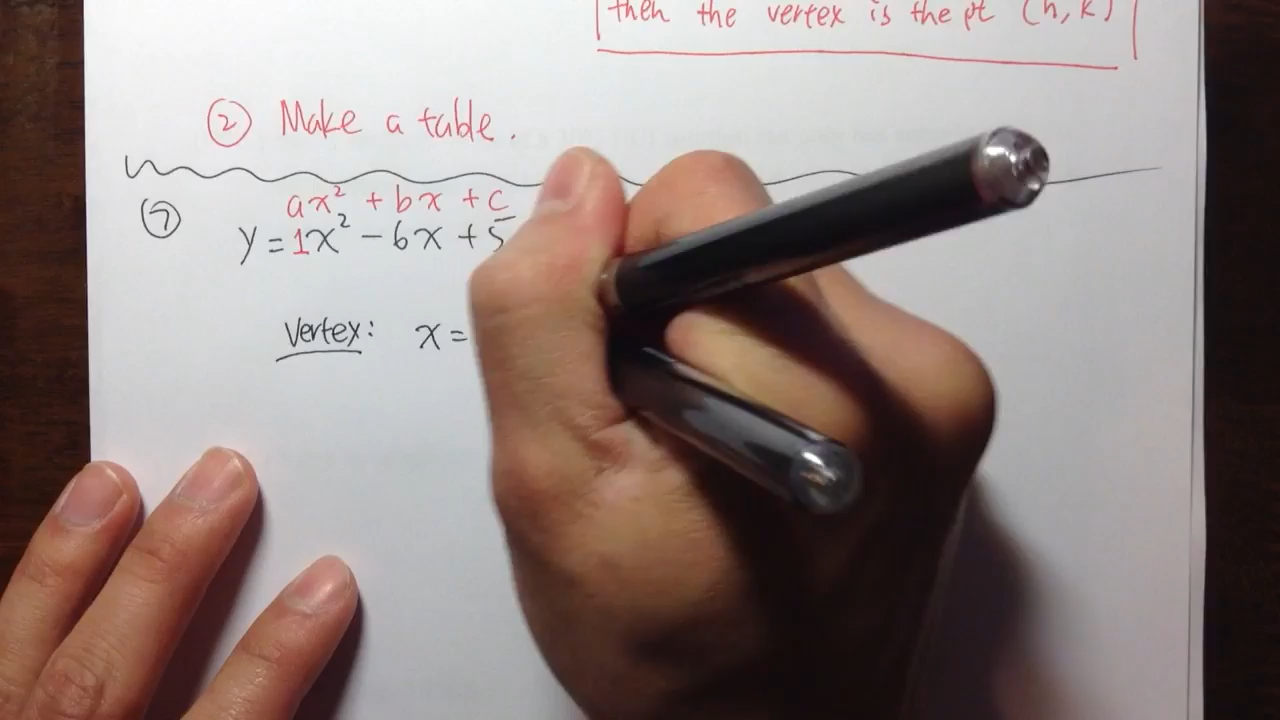 then the vertex is the pt (h, k)
② Make a table.
ax² + bx + c
⑦ y = 1x² - 6x + 5
Vertex: x =